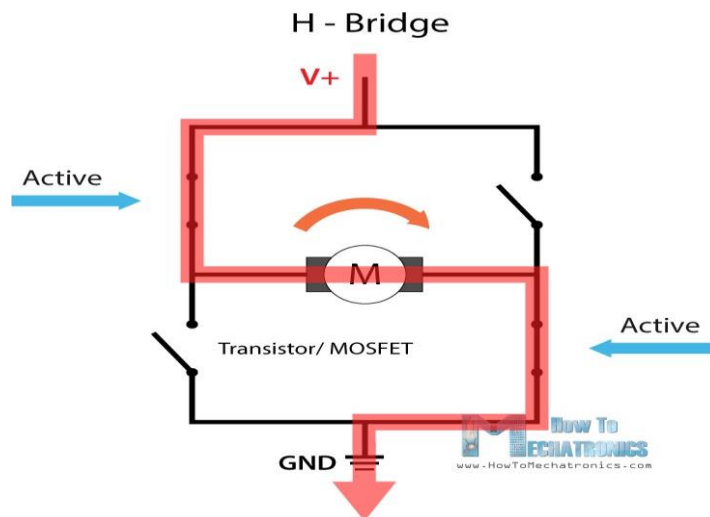 H - Bridge
V+
Active
M
Transistor/ MOSFET
Active
GND
How To
MECHATRONICS
www.HowToMechatronics.com